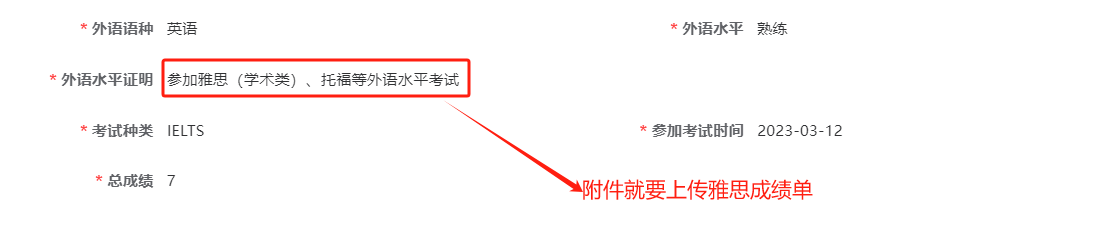 * 外语语种 英语 * 外语水平 熟练
* 外语水平证明 参加雅思（学术类）、托福等外语水平考试
* 考试种类 IELTS * 参加考试时间 2023-03-12
* 总成绩 7
附件就要上传雅思成绩单